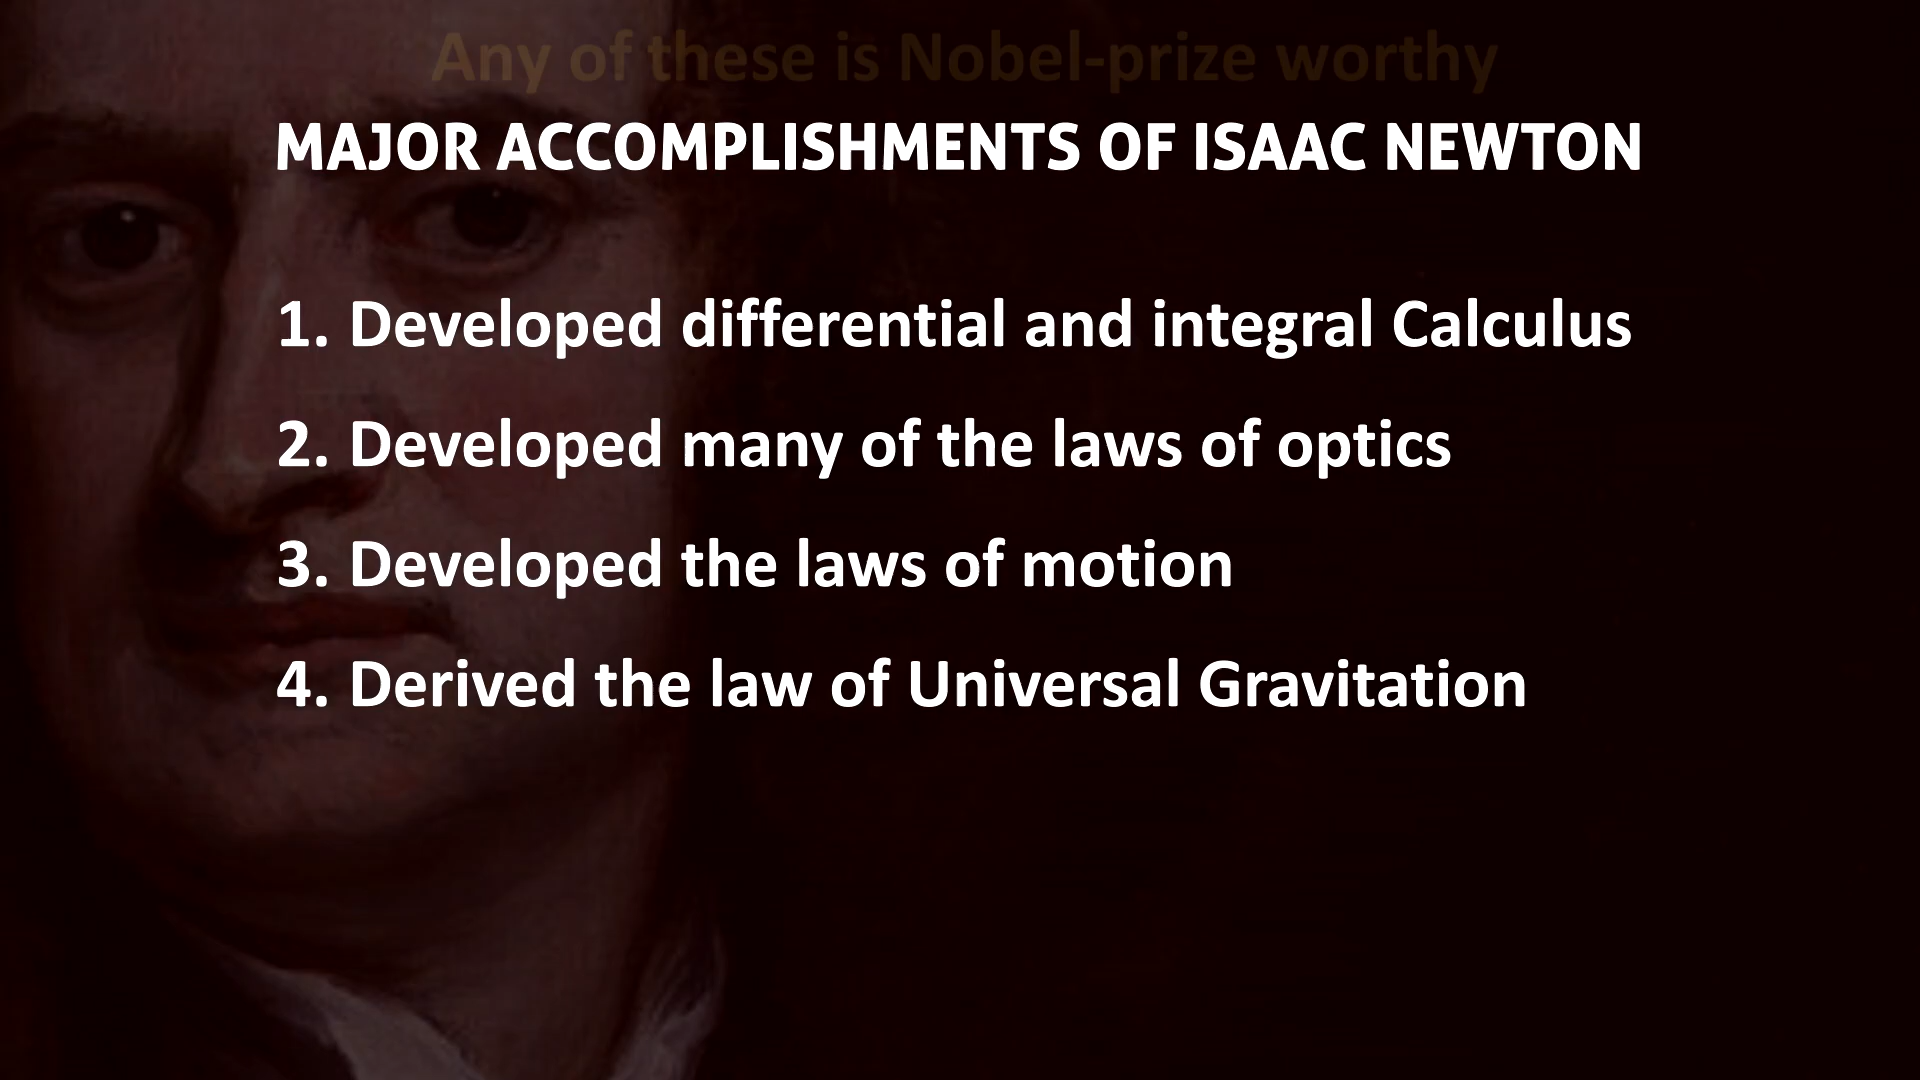 Any of these is Nobel-prize worthy
MAJOR ACCOMPLISHMENTS OF ISAAC NEWTON
1. Developed differential and integral Calculus
2. Developed many of the laws of optics
3. Developed the laws of motion
4. Derived the law of Universal Gravitation